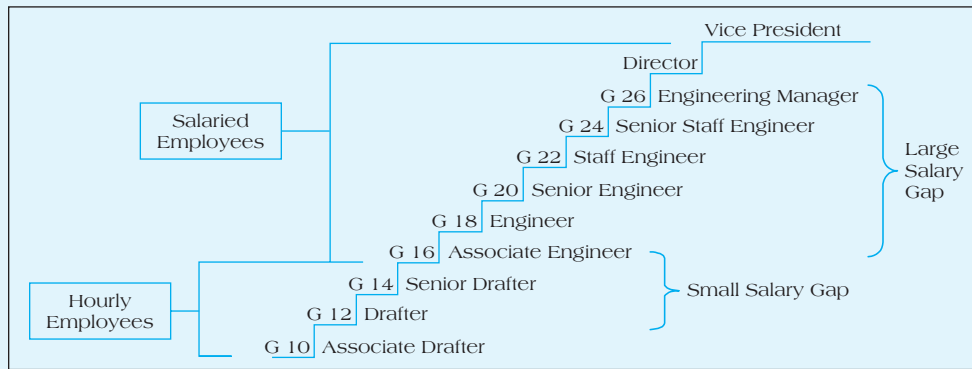 Vice President
Director
G 26 Engineering Manager
G 24 Senior Staff Engineer
G 22 Staff Engineer
G 20 Senior Engineer
G 18 Engineer
G 16 Associate Engineer
G 14 Senior Drafter
G 12 Drafter
G 10 Associate Drafter
Salaried
Employees
Hourly
Employees
Large
Salary
Gap
Small Salary Gap